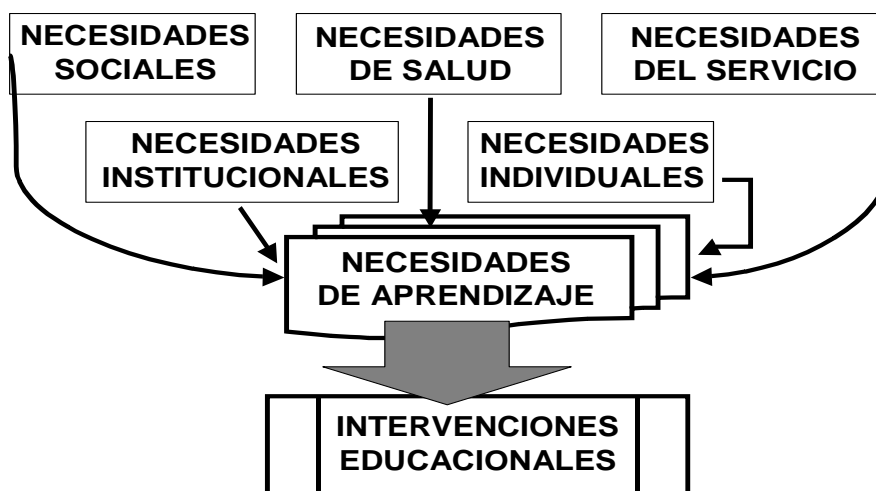 NECESIDADES
SOCIALES
NECESIDADES
DE SALUD
NECESIDADES
DEL SERVICIO
NECESIDADES
INSTITUCIONALES
NECESIDADES
INDIVIDUALES
NECESIDADES
DE APRENDIZAJE
INTERVENCIONES
EDUCACIONALES